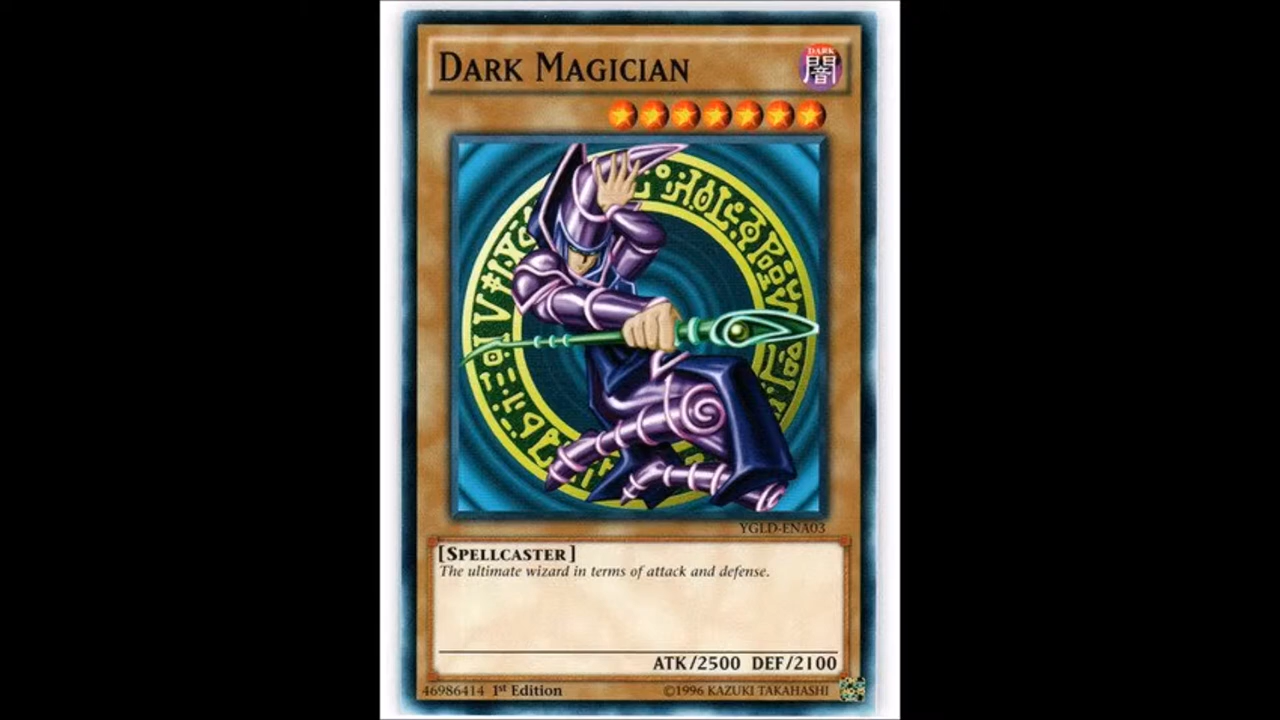 DARK MAGICIAN
DARK
闇
YGLD-ENA03
[SPELLCASTER]
The ultimate wizard in terms of attack and defense.
ATK/2500 DEF/2100
46986414 1st Edition
©1996 KAZUKI TAKAHASHI